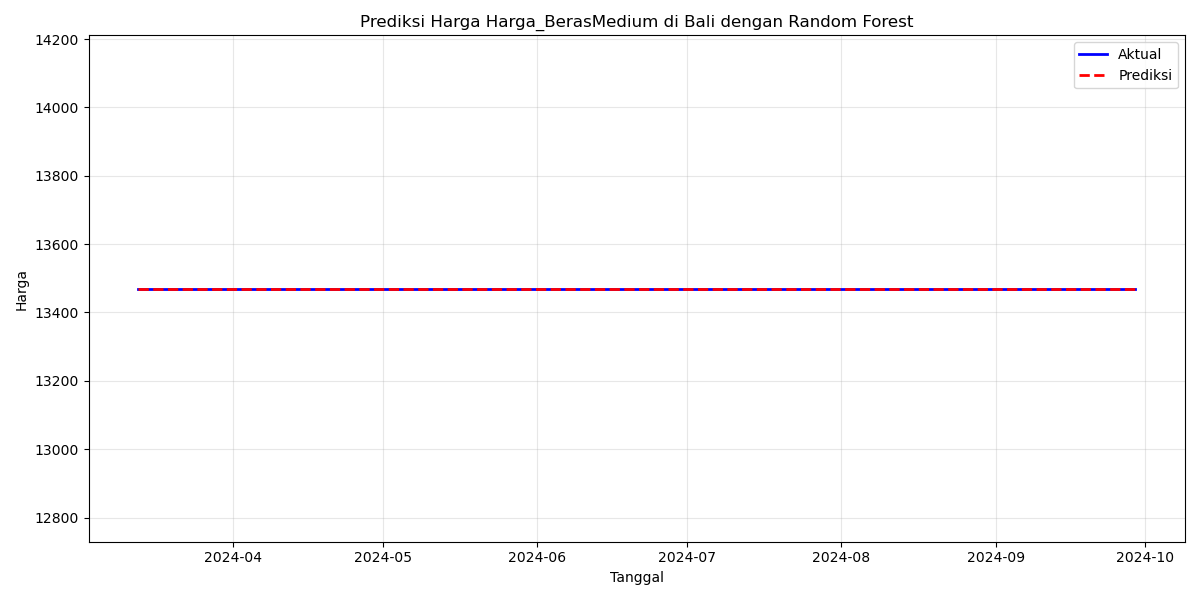 Prediksi Harga Harga_BerasMedium di Bali dengan Random Forest
Aktual
Prediksi
14200
14000
13800
13600
13400
13200
13000
12800
Harga
2024-04 2024-05 2024-06 2024-07 2024-08 2024-09 2024-10
Tanggal